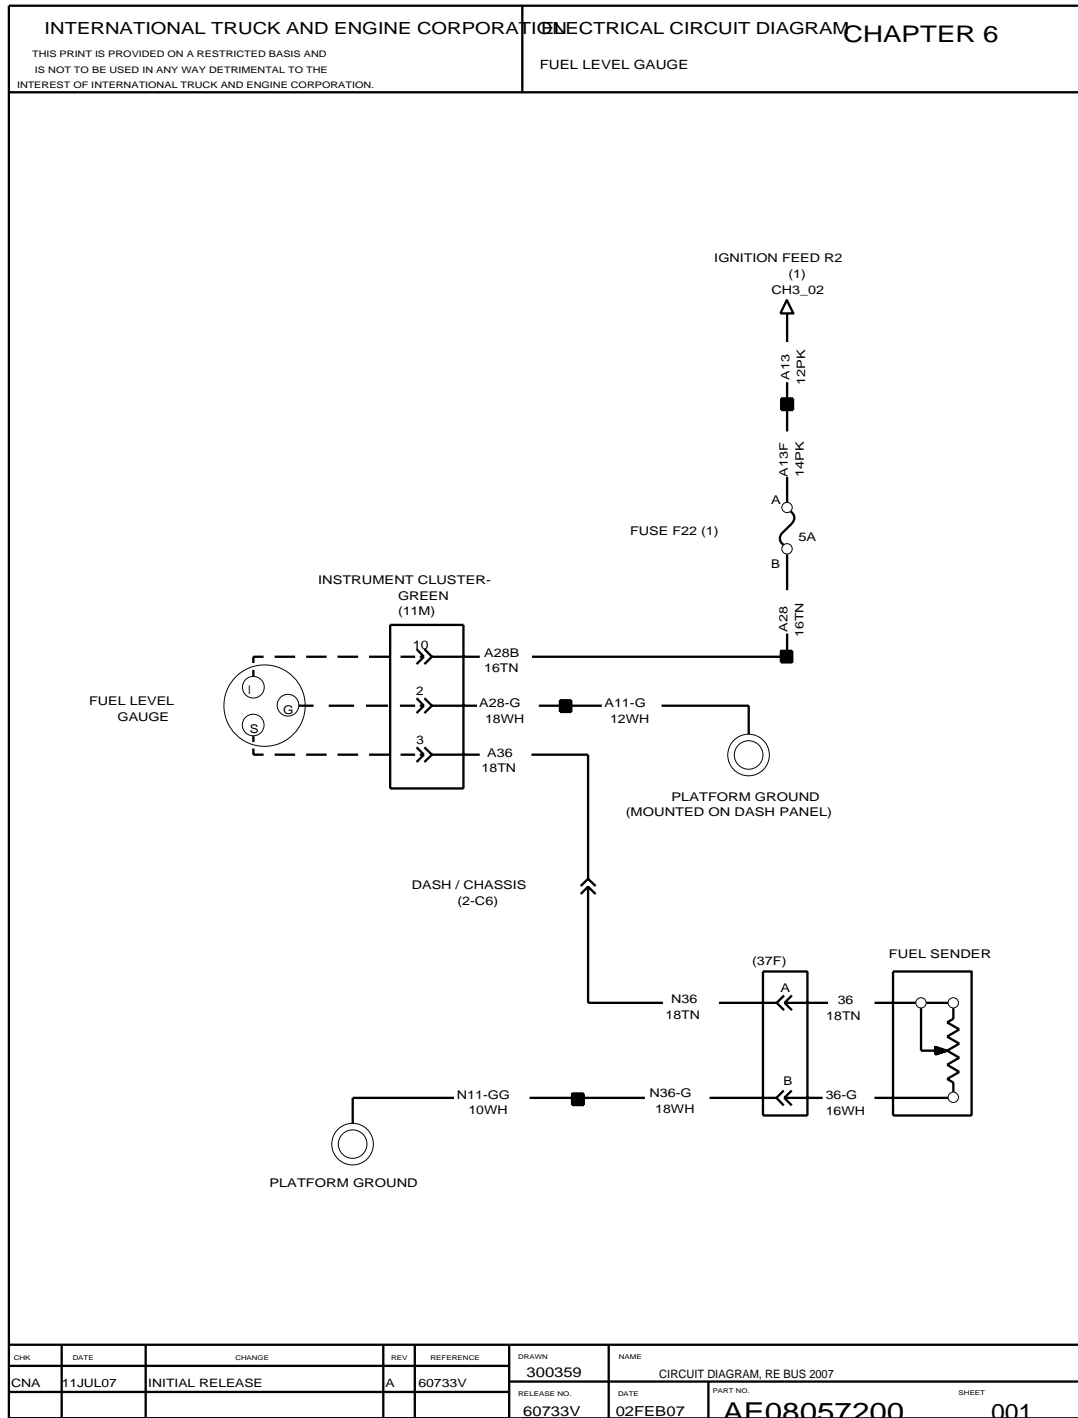 INTERNATIONAL TRUCK AND ENGINE CORPORATION
THIS PRINT IS PROVIDED ON A RESTRICTED BASIS AND
IS NOT TO BE USED IN ANY WAY DETRIMENTAL TO THE
INTEREST OF INTERNATIONAL TRUCK AND ENGINE CORPORATION.
ELECTRICAL CIRCUIT DIAGRAM
CHAPTER 6
FUEL LEVEL GAUGE
IGNITION FEED R2
(1)
CH3_02
A13
12PK
A13F
14PK
A
FUSE F22 (1)
5A
B
A28
16TN
INSTRUMENT CLUSTER-
GREEN
(11M)
10
A28B
16TN
FUEL LEVEL
GAUGE
I
G
S
2
A28-G
18WH
A11-G
12WH
3
A36
18TN
PLATFORM GROUND
(MOUNTED ON DASH PANEL)
DASH / CHASSIS
(2-C6)
(37F)
FUEL SENDER
N36
18TN
A
36
18TN
N11-GG
10WH
N36-G
18WH
B
36-G
16WH
PLATFORM GROUND
CHK DATE CHANGE REV REFERENCE
CNA 11JUL07 INITIAL RELEASE A 60733V
DRAWN
300359
NAME
CIRCUIT DIAGRAM, RE BUS 2007
RELEASE NO.
60733V
DATE
02FEB07
PART NO.
AE08057200
SHEET
001